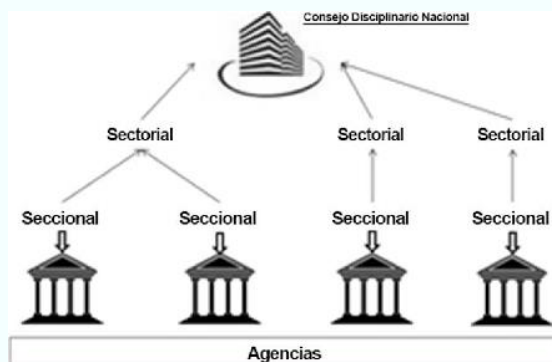 Consejo Disciplinario Nacional
Sectorial Sectorial Sectorial
Seccional Seccional Seccional Seccional
Agencias